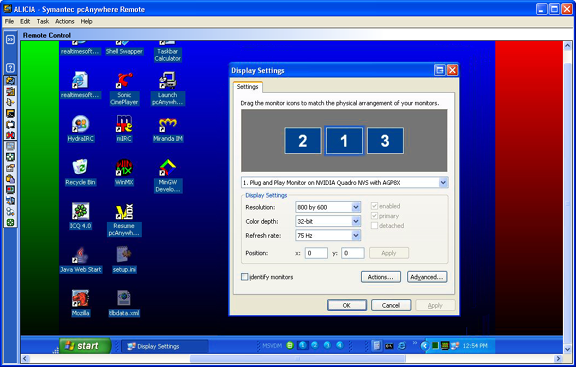 ALICIA - Symantec pcAnywhere Remote
File Edit Task Actions Help
Remote Control
realtimesoft... Shell Swapper Taskbar Calculator
realtimesoft... Sonic CinePlayer Launch pcAnywh...
HydraIRC mIRC Miranda IM
Recycle Bin WinMX MinGW Develo...
ICQ 4.0 Resume pcAnywh...
Java Web Start setup.ini
Mozilla tlbdata.xml
Display Settings
Settings
Drag the monitor icons to match the physical arrangement of your monitors.
2 1 3
1. Plug and Play Monitor on NVIDIA Quadro NVS with AGP8X
Display Settings
Resolution: 800 by 600 enabled
Color depth: 32-bit primary
detached
Refresh rate: 75 Hz
Position: x: 0 y: 0 Apply
Identify monitors Actions... Advanced...
OK Cancel Apply
start Display Settings MSVDM 12:54 PM